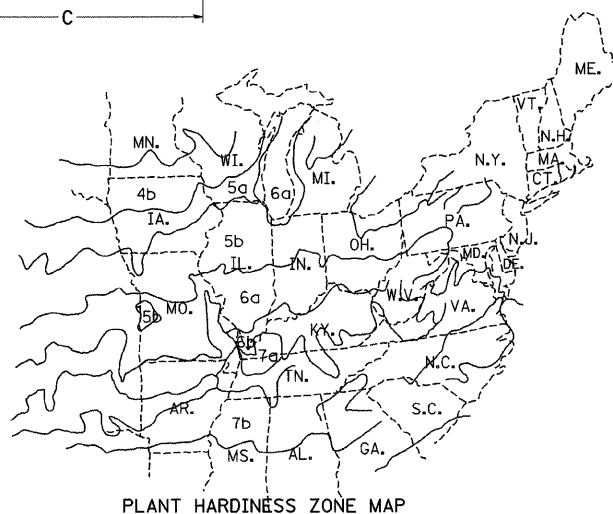 C
ME.
VT.
MN.
N.H.
WI.
MA.
N.Y.
4b
5a
6a
MI.
CT.
IA.
PA.
5b
OH.
N.J.
IL.
IN.
MD.
DE.
6a
W.V.
VA.
5b
MO.
KY.
6b
7a
N.C.
TN.
AR.
S.C.
7b
MS.
AL.
GA.
PLANT HARDINESS ZONE MAP